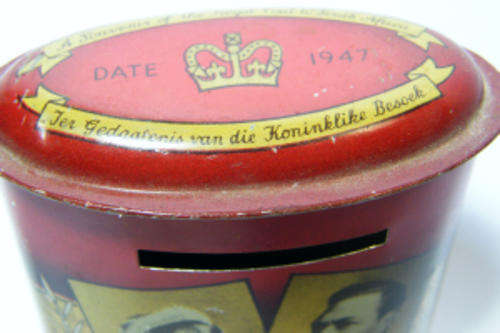 A Souvenir of the Royal Visit to South Africa
DATE 1947
Ter Gedagtenis van die Koninklike Besoek